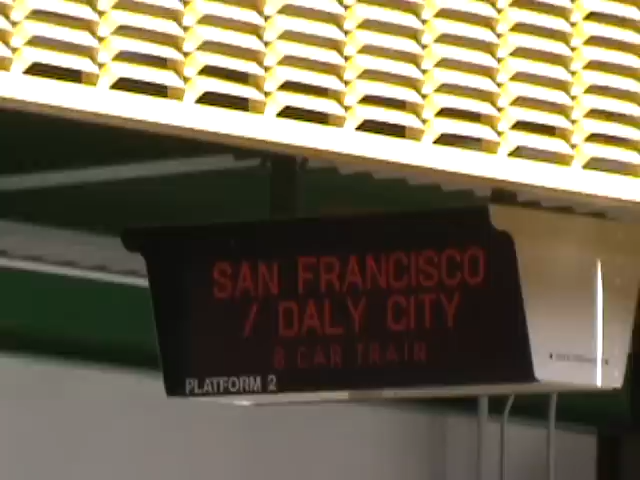 SAN FRANCISCO
/ DALY CITY
8 CAR TRAIN
PLATFORM 2